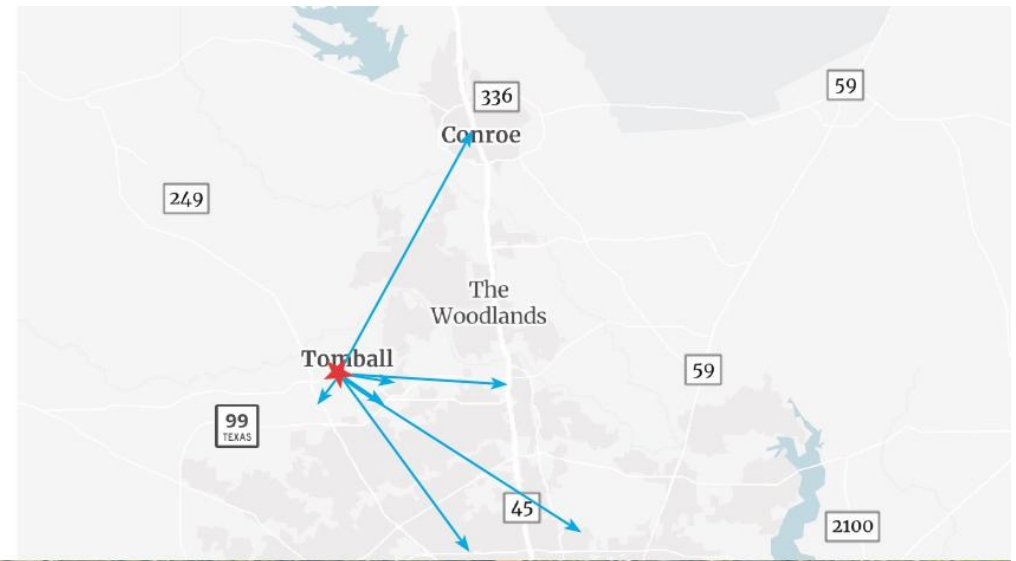 59
336
Conroe
249
The
Woodlands
Tomball
59
99
TEXAS
45
2100